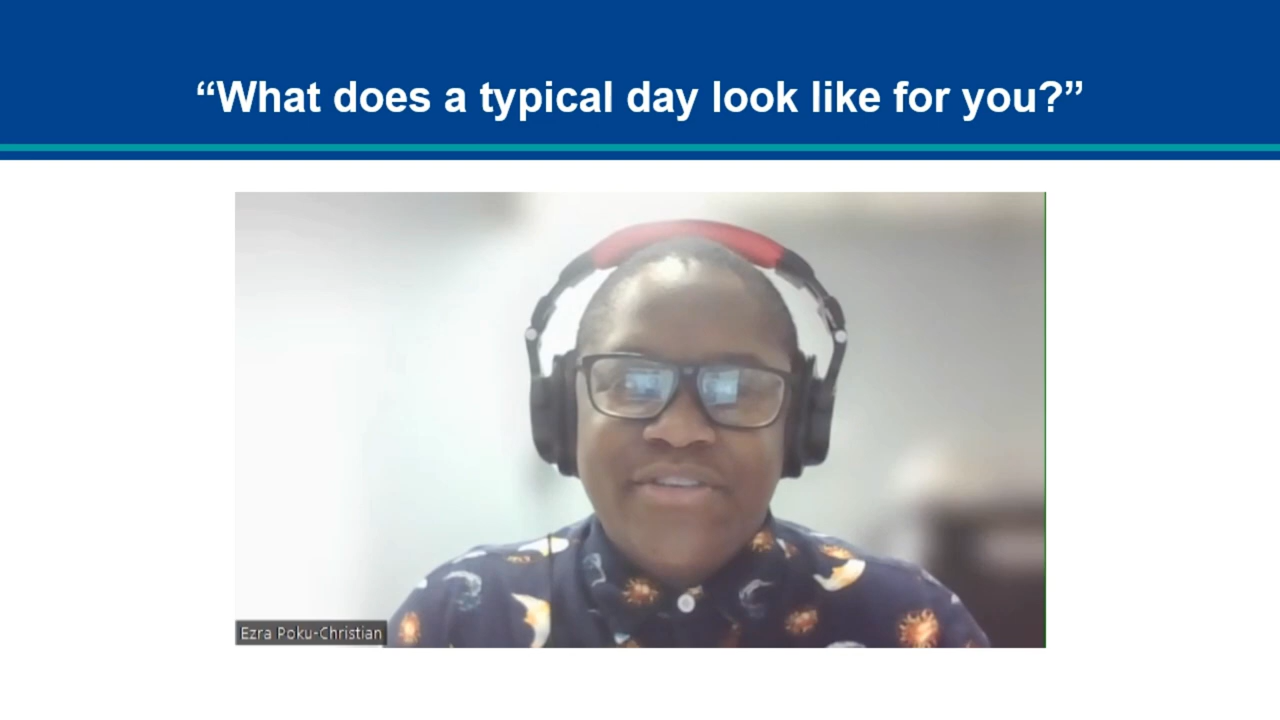 “What does a typical day look like for you?”
Ezra Poku-Christian